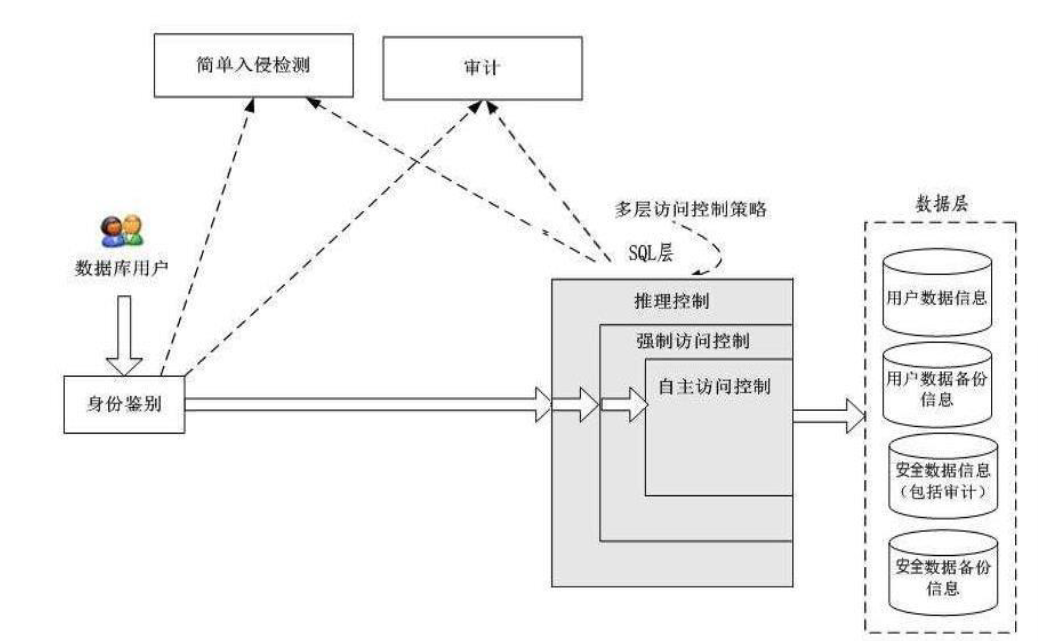 简单入侵检测
审计
多层访问控制策略
数据层
SQL层
数据库用户
推理控制
用户数据信息
强制访问控制
自主访问控制
用户数据备份
信息
身份鉴别
安全数据信息
（包括审计）
安全数据备份
信息